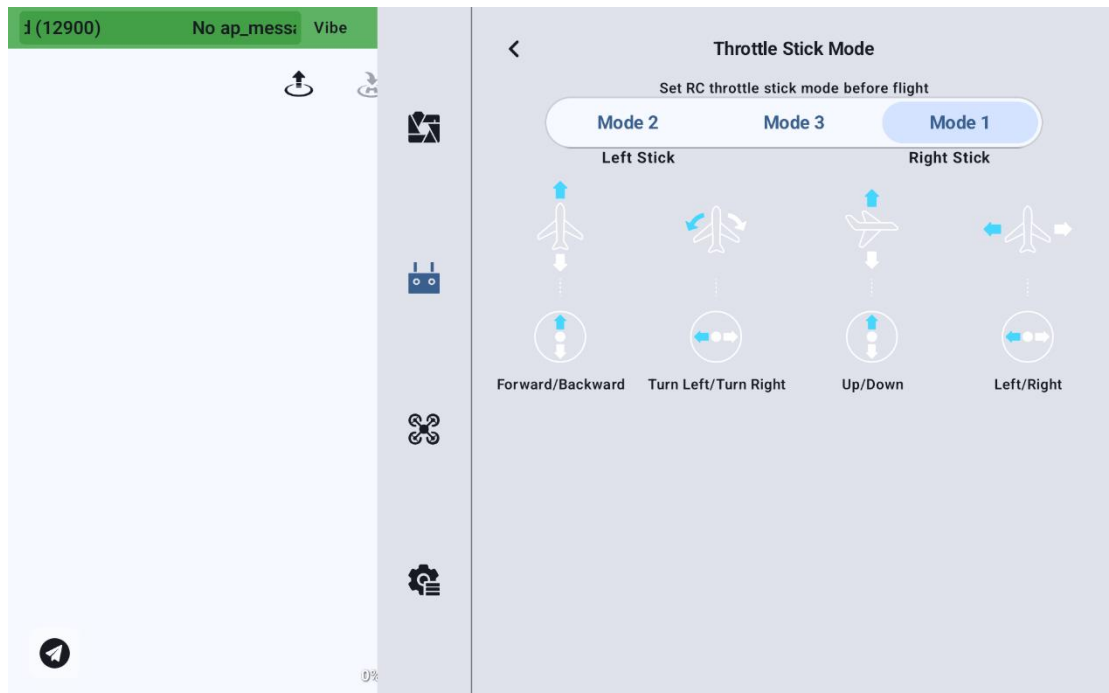 d (12900) No ap_messa Vibe
Throttle Stick Mode
Set RC throttle stick mode before flight
Mode 2 Mode 3 Mode 1
Left Stick Right Stick
Forward/Backward Turn Left/Turn Right Up/Down Left/Right
0%